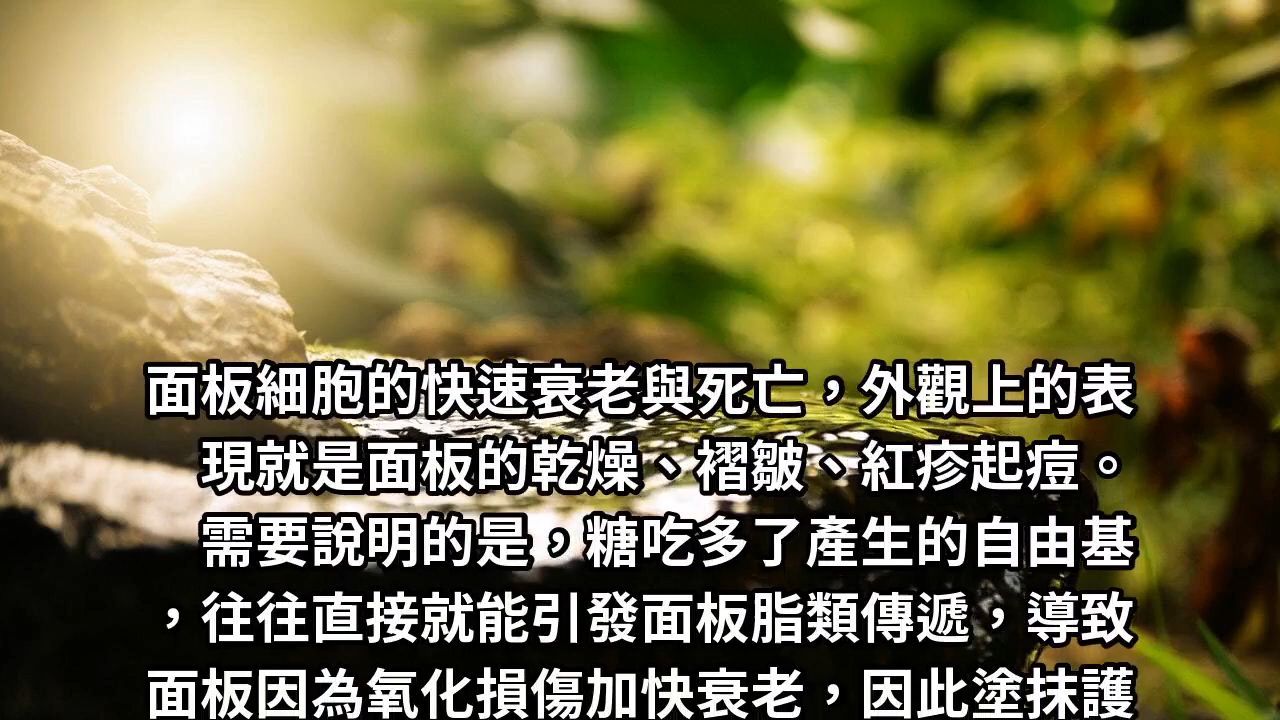 面板細胞的快速衰老與死亡，外觀上的表
現就是面板的乾燥、褶皺、紅疹起痘。
需要說明的是，糖吃多了產生的自由基
，往往直接就能引發面板脂類傳遞，導致
面板因為氧化損傷加快衰老，因此塗抹護